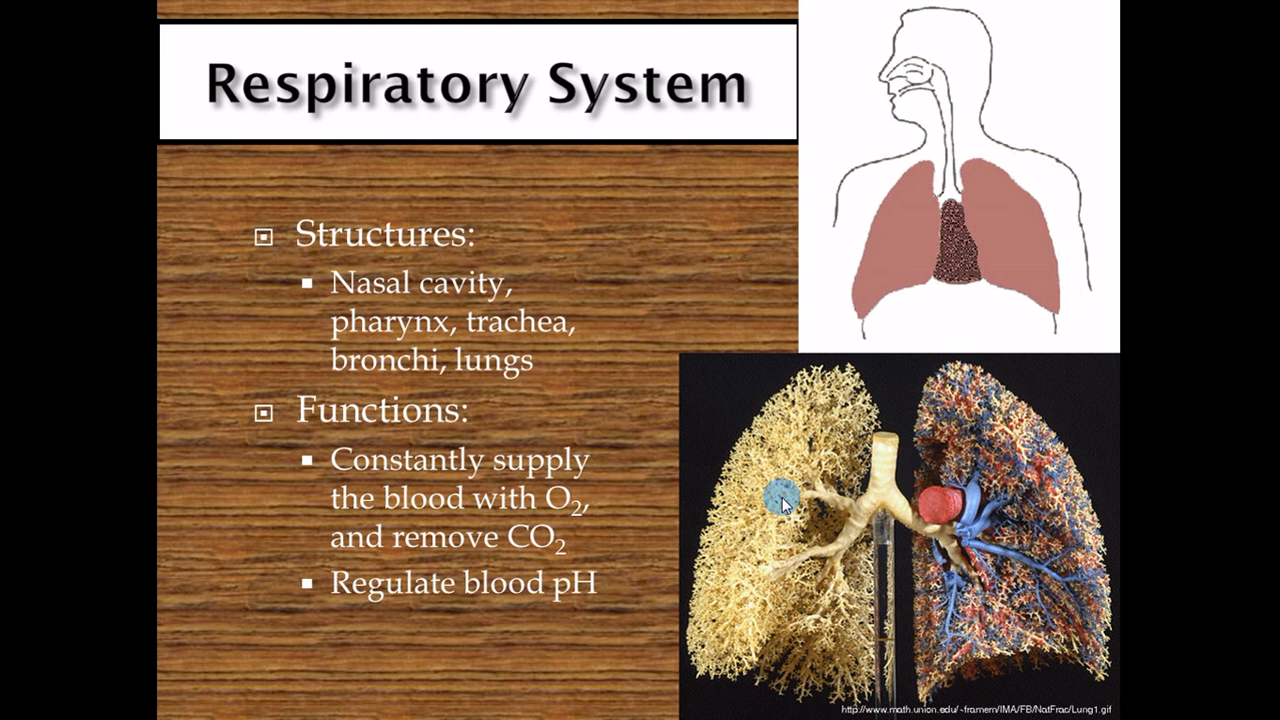 Respiratory System
Structures:
Nasal cavity,
pharynx, trachea,
bronchi, lungs
Functions:
Constantly supply
the blood with O₂,
and remove CO₂
Regulate blood pH
http://www.math.union.edu/~framem/IMA/FB/NatFrac/Lung1.gif